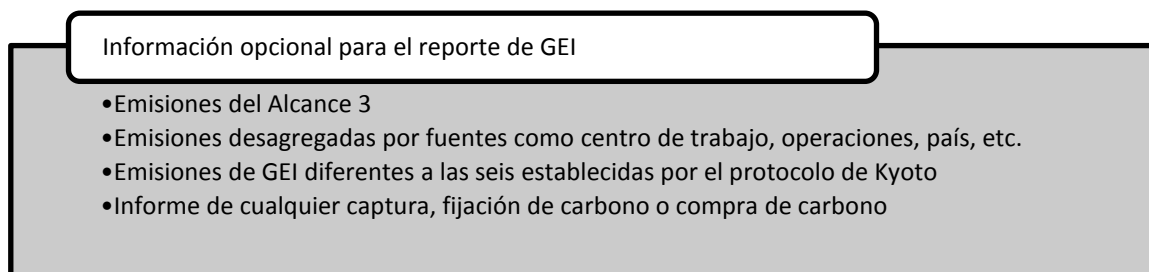 Información opcional para el reporte de GEI
•Emisiones del Alcance 3
•Emisiones desagregadas por fuentes como centro de trabajo, operaciones, país, etc.
•Emisiones de GEI diferentes a las seis establecidas por el protocolo de Kyoto
•Informe de cualquier captura, fijación de carbono o compra de carbono